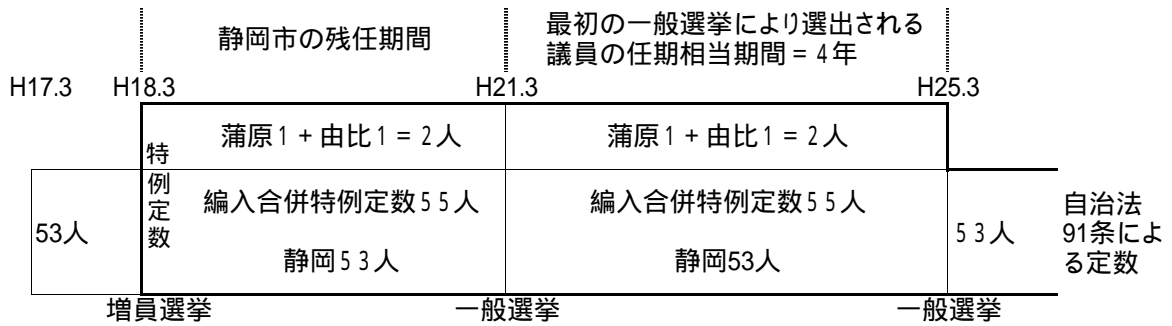 静岡市の残任期間
最初の一般選挙により選出される
議員の任期相当期間=4年
H17.3 H18.3 H21.3 H25.3
特例定数
蒲原1+由比1=2人
蒲原1+由比1=2人
53人
編入合併特例定数55人
編入合併特例定数55人
静岡53人
静岡53人
53人
自治法
91条によ
る定数
増員選挙 一般選挙 一般選挙